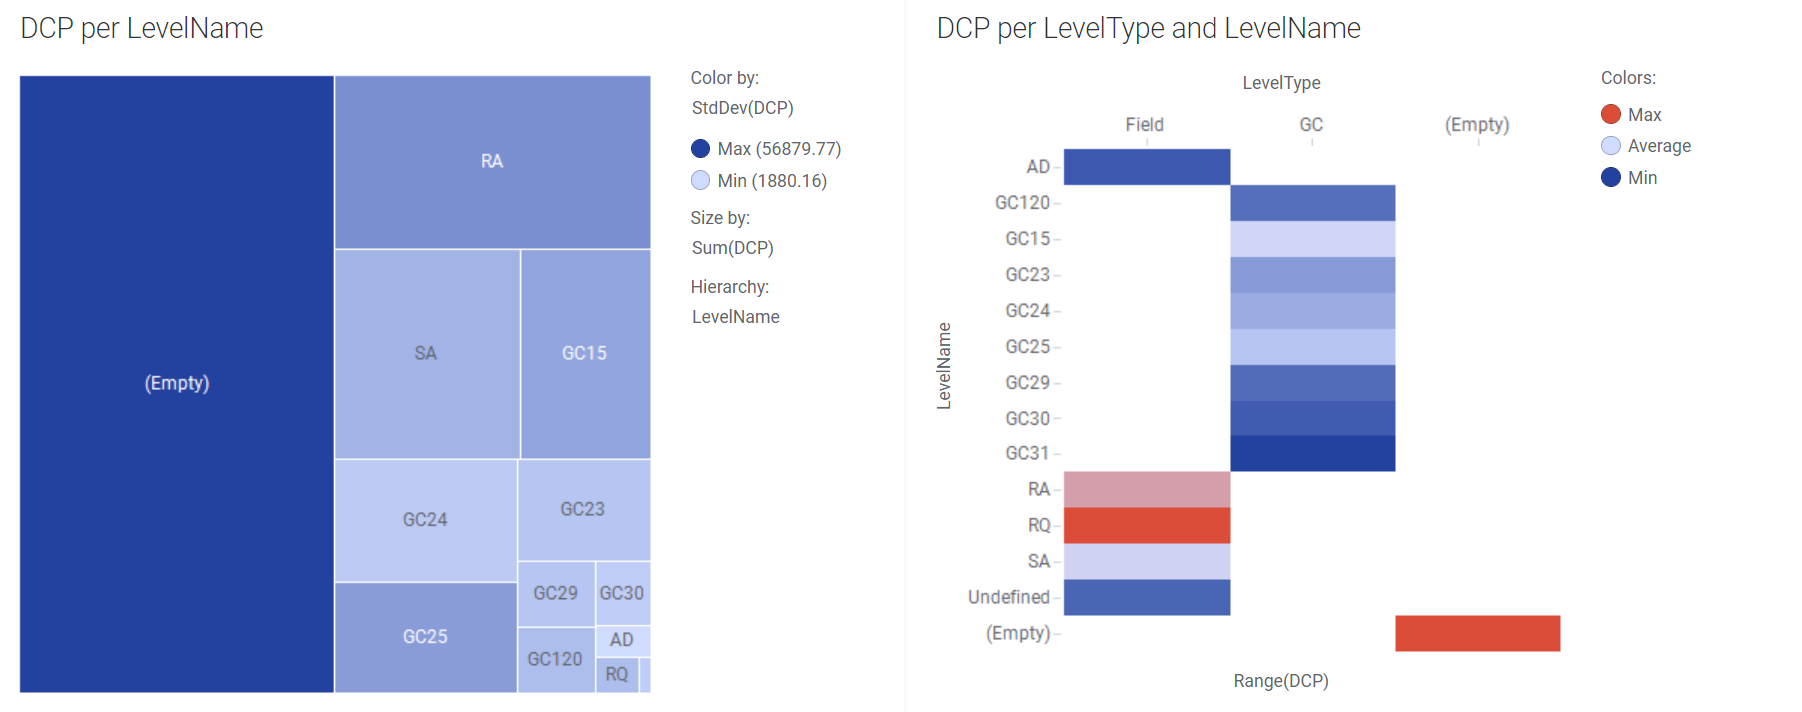 DCP per LevelName
(Empty)
RA
SA
GC15
GC24
GC23
GC25
GC29
GC30
GC120
AD
RQ
Color by:
StdDev(DCP)
Max (56879.77)
Min (1880.16)
Size by:
Sum(DCP)
Hierarchy:
LevelName
DCP per LevelType and LevelName
LevelType
Field GC (Empty)
LevelName
AD
GC120
GC15
GC23
GC24
GC25
GC29
GC30
GC31
RA
RQ
SA
Undefined
(Empty)
Range(DCP)
Colors:
Max
Average
Min